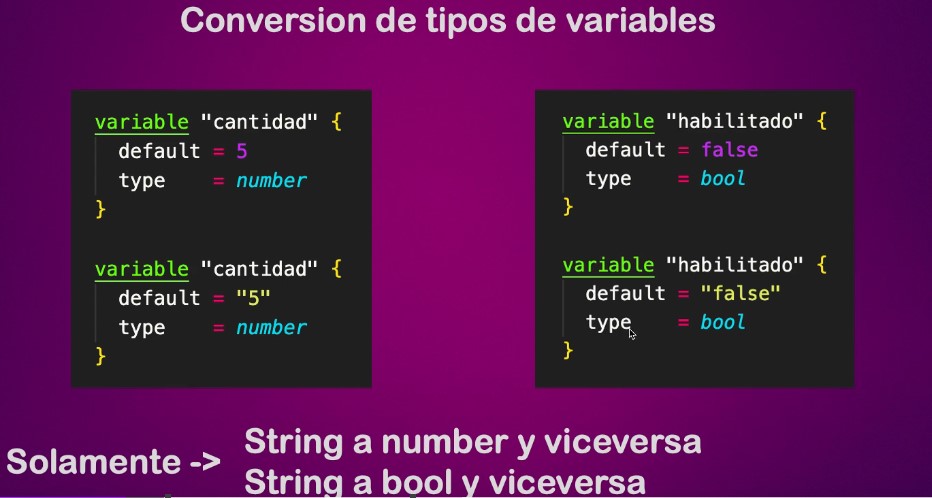 Conversion de tipos de variables
variable "cantidad" {
default = 5
type = number
}
variable "cantidad" {
default = "5"
type = number
}
variable "habilitado" {
default = false
type = bool
}
variable "habilitado" {
default = "false"
type = bool
}
Solamente ->
String a number y viceversa
String a bool y viceversa